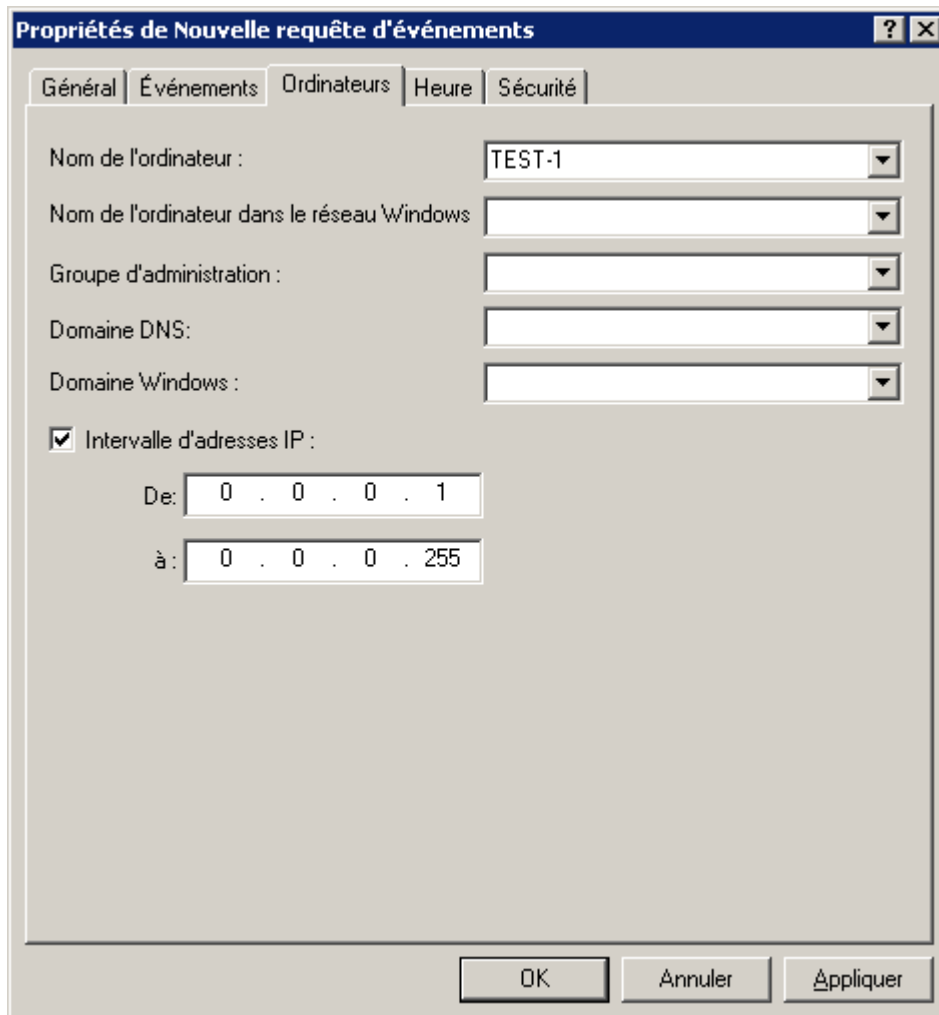 Propriétés de Nouvelle requête d'événements
Général Événements Ordinateurs Heure Sécurité
Nom de l'ordinateur : TEST-1
Nom de l'ordinateur dans le réseau Windows
Groupe d'administration :
Domaine DNS:
Domaine Windows :
Intervalle d'adresses IP :
De: 0 . 0 . 0 . 1
à : 0 . 0 . 0 . 255
OK Annuler Appliquer